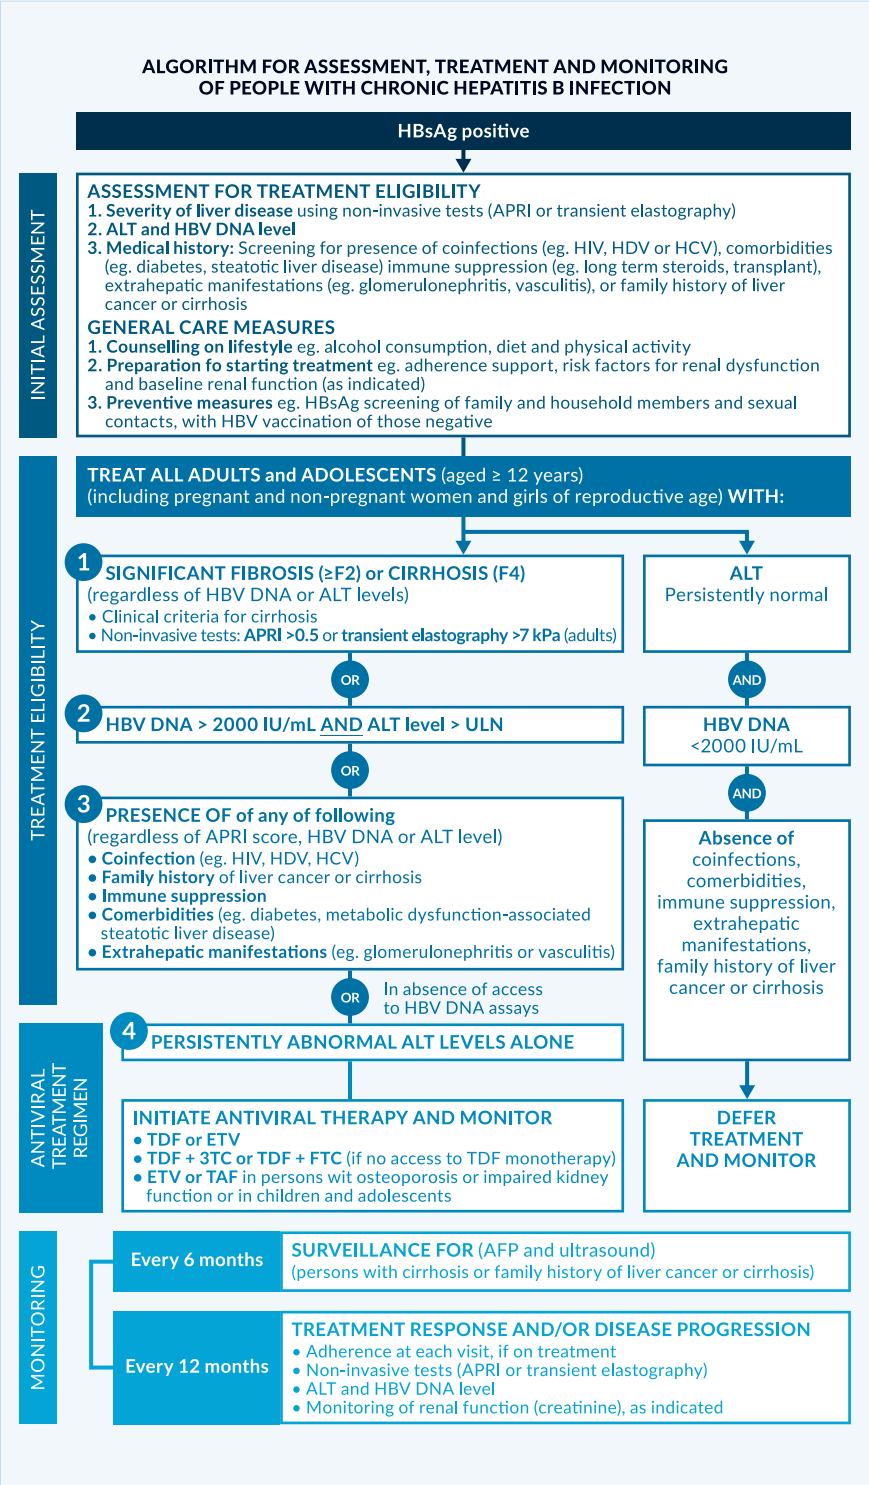 ALGORITHM FOR ASSESSMENT, TREATMENT AND MONITORING
OF PEOPLE WITH CHRONIC HEPATITIS B INFECTION
HBsAg positive
INITIAL ASSESSMENT
ASSESSMENT FOR TREATMENT ELIGIBILITY
1. Severity of liver disease using non-invasive tests (APRI or transient elastography)
2. ALT and HBV DNA level
3. Medical history: Screening for presence of coinfections (eg. HIV, HDV or HCV), comorbidities
(eg. diabetes, steatotic liver disease) immune suppression (eg. long term steroids, transplant),
extrahepatic manifestations (eg. glomerulonephritis, vasculitis), or family history of liver
cancer or cirrhosis
GENERAL CARE MEASURES
1. Counselling on lifestyle eg. alcohol consumption, diet and physical activity
2. Preparation fo starting treatment eg. adherence support, risk factors for renal dysfunction
and baseline renal function (as indicated)
3. Preventive measures eg. HBsAg screening of family and household members and sexual
contacts, with HBV vaccination of those negative
TREATMENT ELIGIBILITY
TREAT ALL ADULTS and ADOLESCENTS (aged ≥ 12 years)
(including pregnant and non-pregnant women and girls of reproductive age) WITH:
1
SIGNIFICANT FIBROSIS (≥F2) or CIRRHOSIS (F4)
(regardless of HBV DNA or ALT levels)
• Clinical criteria for cirrhosis
• Non-invasive tests: APRI >0.5 or transient elastography >7 kPa (adults)
OR
2
HBV DNA > 2000 IU/mL AND ALT level > ULN
OR
3
PRESENCE OF of any of following
(regardless of APRI score, HBV DNA or ALT level)
• Coinfection (eg. HIV, HDV, HCV)
• Family history of liver cancer or cirrhosis
• Immune suppression
• Comerbidities (eg. diabetes, metabolic dysfunction-associated
steatotic liver disease)
• Extrahepatic manifestations (eg. glomerulonephritis or vasculitis)
OR
In absence of access
to HBV DNA assays
4
PERSISTENTLY ABNORMAL ALT LEVELS ALONE
ALT
Persistently normal
AND
HBV DNA
<2000 IU/mL
AND
Absence of
coinfections,
comerbidities,
immune suppression,
extrahepatic
manifestations,
family history of liver
cancer or cirrhosis
ANTIVIRAL
TREATMENT
REGIMEN
INITIATE ANTIVIRAL THERAPY AND MONITOR
• TDF or ETV
• TDF + 3TC or TDF + FTC (if no access to TDF monotherapy)
• ETV or TAF in persons wit osteoporosis or impaired kidney
function or in children and adolescents
DEFER
TREATMENT
AND MONITOR
MONITORING
Every 6 months
SURVEILLANCE FOR (AFP and ultrasound)
(persons with cirrhosis or family history of liver cancer or cirrhosis)
Every 12 months
TREATMENT RESPONSE AND/OR DISEASE PROGRESSION
• Adherence at each visit, if on treatment
• Non-invasive tests (APRI or transient elastography)
• ALT and HBV DNA level
• Monitoring of renal function (creatinine), as indicated